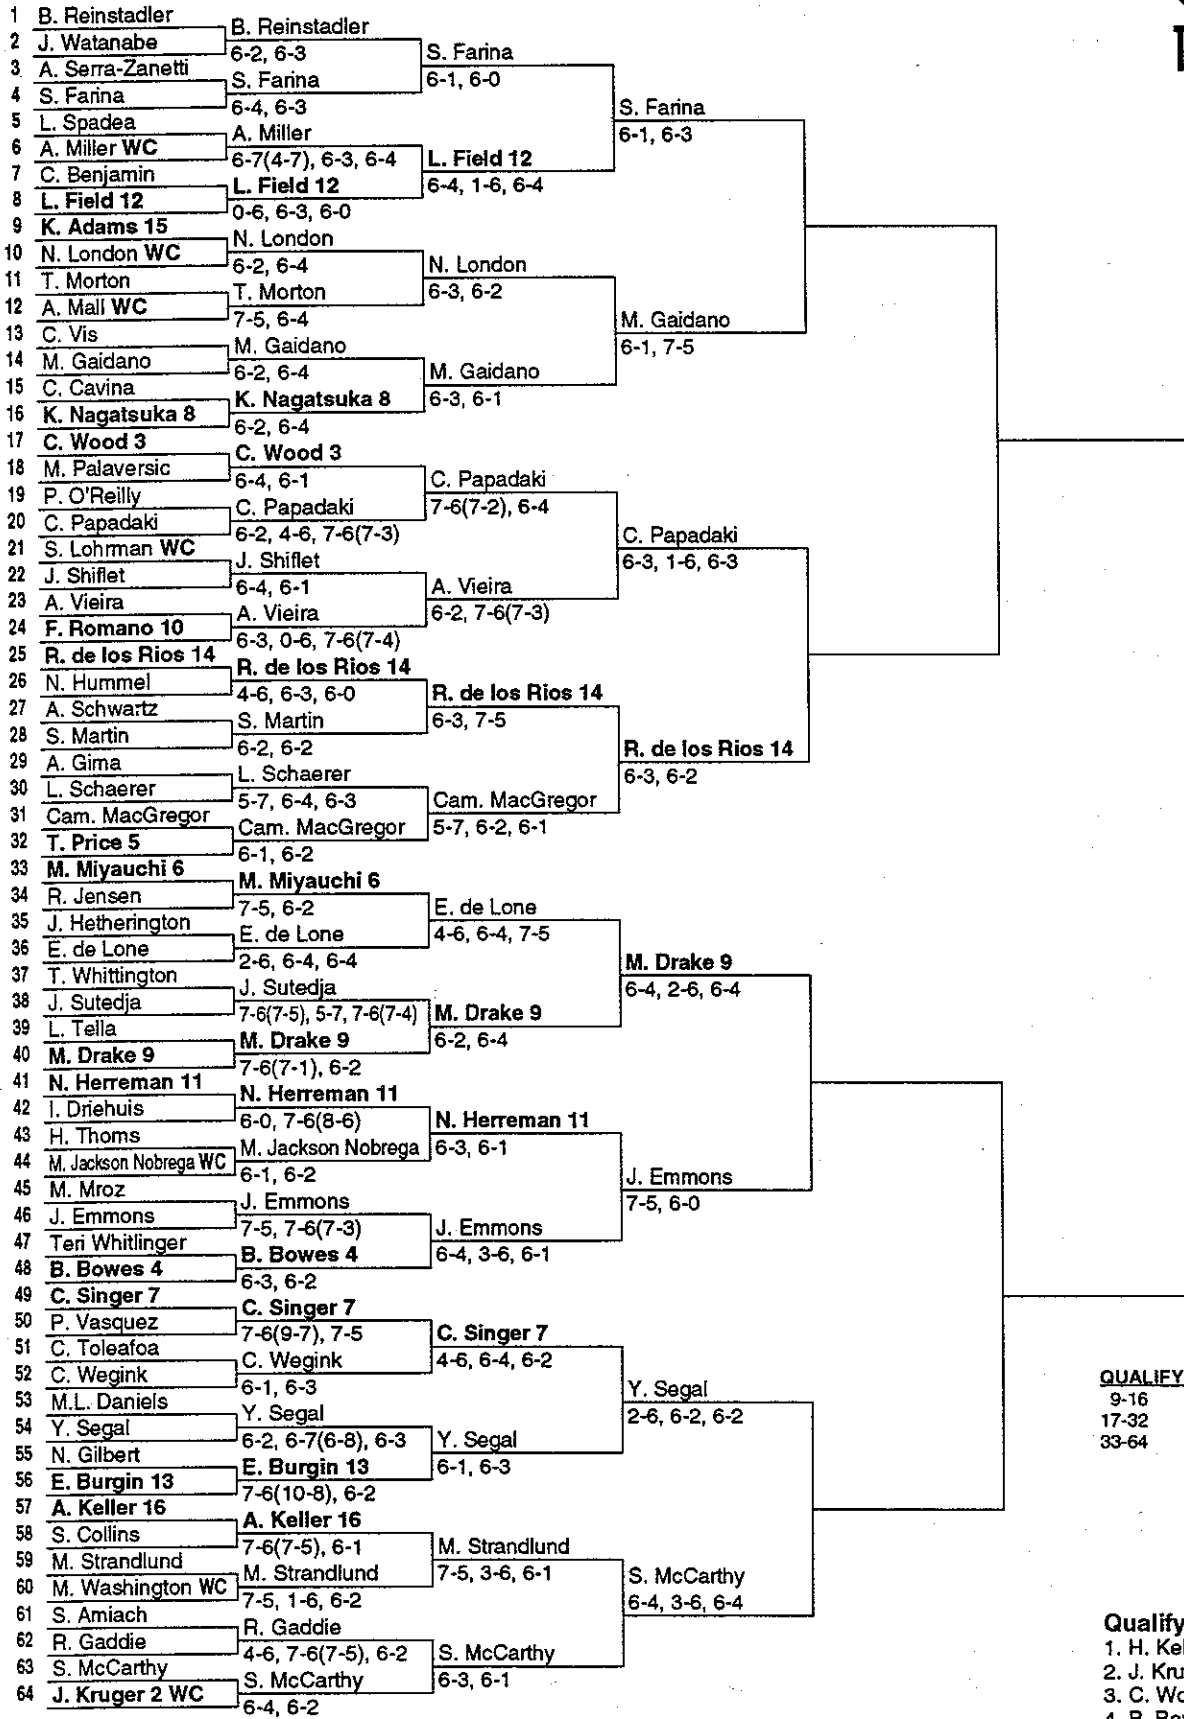 1 B. Reinstadler
2 J. Watanabe
3 A. Serra-Zanetti
4 S. Farina
5 L. Spadea
6 A. Miller WC
7 C. Benjamin
8 L. Field 12
9 K. Adams 15
10 N. London WC
11 T. Morton
12 A. Mall WC
13 C. Vis
14 M. Gaidano
15 C. Cavina
16 K. Nagatsuka 8
17 C. Wood 3
18 M. Palaversic
19 P. O'Reilly
20 C. Papadaki
21 S. Lohrman WC
22 J. Shiflet
23 A. Vieira
24 F. Romano 10
25 R. de los Rios 14
26 N. Hummel
27 A. Schwartz
28 S. Martin
29 A. Gima
30 L. Schaerer
31 Cam. MacGregor
32 T. Price 5
33 M. Miyauchi 6
34 R. Jensen
35 J. Hetherington
36 E. de Lone
37 T. Whittington
38 J. Sutedja
39 L. Tella
40 M. Drake 9
41 N. Herreman 11
42 I. Driehuis
43 H. Thoms
44 M. Jackson Nobrega WC
45 M. Mroz
46 J. Emmons
47 Teri Whitlinger
48 B. Bowes 4
49 C. Singer 7
50 P. Vasquez
51 C. Toleafoa
52 C. Wegink
53 M.L. Daniels
54 Y. Segal
55 N. Gilbert
56 E. Burgin 13
57 A. Keller 16
58 S. Collins
59 M. Strandlund
60 M. Washington WC
61 S. Amiach
62 R. Gaddie
63 S. McCarthy
64 J. Kruger 2 WC
B. Reinstadler
6-2, 6-3
S. Farina
6-4, 6-3
A. Miller
6-7(4-7), 6-3, 6-4
L. Field 12
0-6, 6-3, 6-0
N. London
6-2, 6-4
T. Morton
7-5, 6-4
M. Gaidano
6-2, 6-4
K. Nagatsuka 8
6-2, 6-4
C. Wood 3
6-4, 6-1
C. Papadaki
6-2, 4-6, 7-6(7-3)
J. Shiflet
6-4, 6-1
A. Vieira
6-3, 0-6, 7-6(7-4)
R. de los Rios 14
4-6, 6-3, 6-0
S. Martin
6-2, 6-2
L. Schaerer
5-7, 6-4, 6-3
Cam. MacGregor
6-1, 6-2
M. Miyauchi 6
7-5, 6-2
E. de Lone
2-6, 6-4, 6-4
J. Sutedja
7-6(7-5), 5-7, 7-6(7-4)
M. Drake 9
7-6(7-1), 6-2
N. Herreman 11
6-0, 7-6(8-6)
M. Jackson Nobrega
6-1, 6-2
J. Emmons
7-5, 7-6(7-3)
B. Bowes 4
6-3, 6-2
C. Singer 7
7-6(9-7), 7-5
C. Wegink
6-1, 6-3
Y. Segal
6-2, 6-7(6-8), 6-3
E. Burgin 13
7-6(10-8), 6-2
A. Keller 16
7-6(7-5), 6-1
M. Strandlund
7-5, 1-6, 6-2
R. Gaddie
4-6, 7-6(7-5), 6-2
S. McCarthy
6-4, 6-2
S. Farina
6-1, 6-0
L. Field 12
6-4, 1-6, 6-4
N. London
6-3, 6-2
M. Gaidano
6-3, 6-1
C. Papadaki
7-6(7-2), 6-4
A. Vieira
6-2, 7-6(7-3)
R. de los Rios 14
6-3, 7-5
Cam. MacGregor
5-7, 6-2, 6-1
E. de Lone
4-6, 6-4, 7-5
M. Drake 9
6-2, 6-4
N. Herreman 11
6-3, 6-1
J. Emmons
6-4, 3-6, 6-1
C. Singer 7
4-6, 6-4, 6-2
Y. Segal
6-1, 6-3
M. Strandlund
7-5, 3-6, 6-1
S. McCarthy
6-3, 6-1
S. Farina
6-1, 6-3
M. Gaidano
6-1, 7-5
C. Papadaki
6-3, 1-6, 6-3
R. de los Rios 14
6-3, 6-2
M. Drake 9
6-4, 2-6, 6-4
J. Emmons
7-5, 6-0
Y. Segal
2-6, 6-2, 6-2
S. McCarthy
6-4, 3-6, 6-4
QUALIFY
9-16
17-32
33-64
Qualify
1. H. Kel
2. J. Kru
3. C. Wo